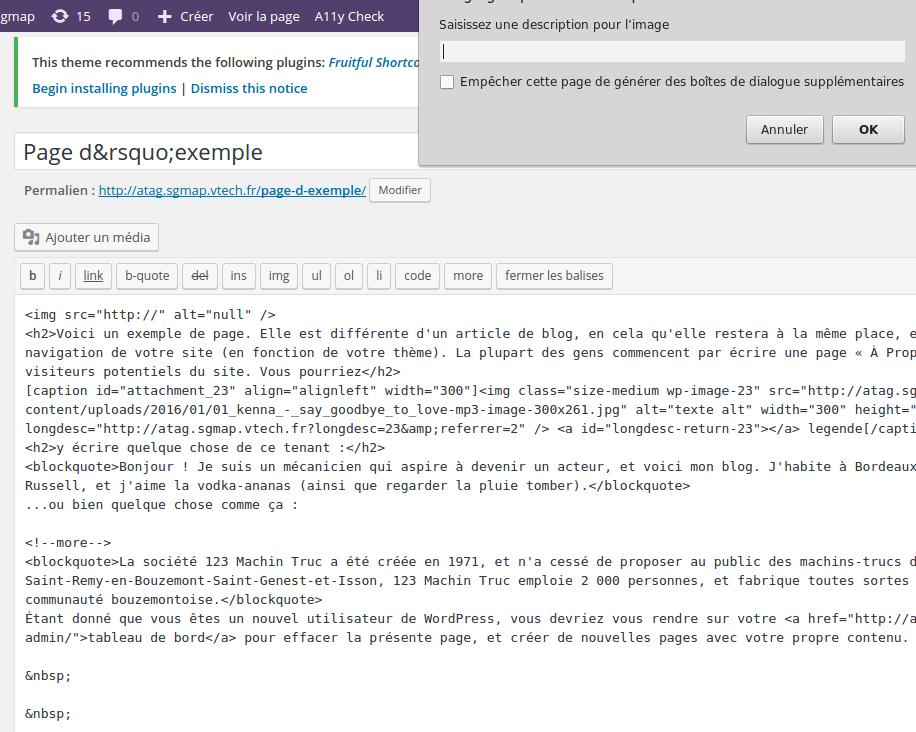 gmap 15 0 Créer Voir la page A11y Check
Saisissez une description pour l’image
Empêcher cette page de générer des boîtes de dialogue supplémentaires
Annuler OK
This theme recommends the following plugins: Fruitful Shortco
Begin installing plugins | Dismiss this notice
Page d&rsquo;exemple
Permalien : http://atag.sgmap.vtech.fr/page-d-exemple/ Modifier
Ajouter un média
b i link b-quote del ins img ul ol li code more fermer les balises
<img src="http://" alt="null" />
<h2>Voici un exemple de page. Elle est différente d'un article de blog, en cela qu'elle restera à la même place, e
navigation de votre site (en fonction de votre thème). La plupart des gens commencent par écrire une page « À Prop
visiteurs potentiels du site. Vous pourriez</h2>
[caption id="attachment_23" align="alignleft" width="300"]<img class="size-medium wp-image-23" src="http://atag.sg
content/uploads/2016/01/01_kenna_-_say_goodbye_to_love-mp3-image-300x261.jpg" alt="texte alt" width="300" height="
longdesc="http://atag.sgmap.vtech.fr?longdesc=23&amp;referrer=2" /> <a id="longdesc-return-23"></a> legende[/capti
<h2>y écrire quelque chose de ce tenant :</h2>
<blockquote>Bonjour ! Je suis un mécanicien qui aspire à devenir un acteur, et voici mon blog. J'habite à Bordeaux
Russell, et j'aime la vodka-ananas (ainsi que regarder la pluie tomber).</blockquote>
...ou bien quelque chose comme ça :
<!--more-->
<blockquote>La société 123 Machin Truc a été créée en 1971, et n'a cessé de proposer au public des machins-trucs d
Saint-Remy-en-Bouzemont-Saint-Genest-et-Isson, 123 Machin Truc emploie 2 000 personnes, et fabrique toutes sortes
communauté bouzemontoise.</blockquote>
Étant donné que vous êtes un nouvel utilisateur de WordPress, vous devriez vous rendre sur votre <a href="http://a
admin/">tableau de bord</a> pour effacer la présente page, et créer de nouvelles pages avec votre propre contenu.
&nbsp;
&nbsp;